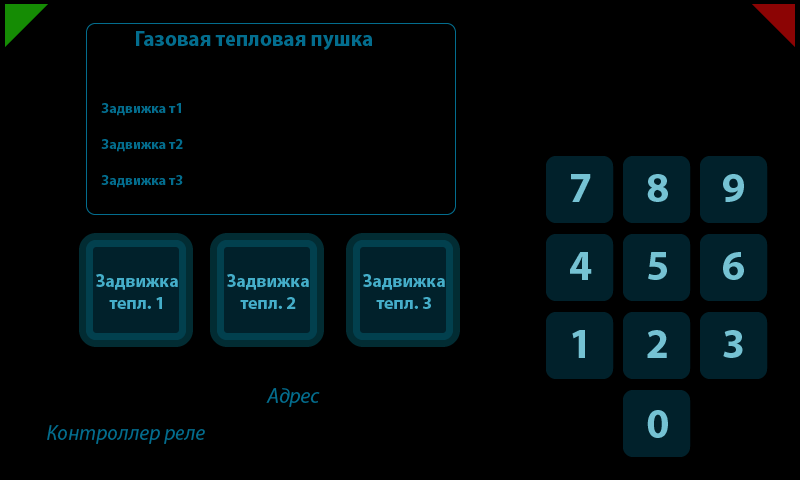 Газовая тепловая пушка
Задвижка т1
Задвижка т2
Задвижка т3
Задвижка
тепл. 1
Задвижка
тепл. 2
Задвижка
тепл. 3
Адрес
Контроллер реле
7 8 9
4 5 6
1 2 3
0